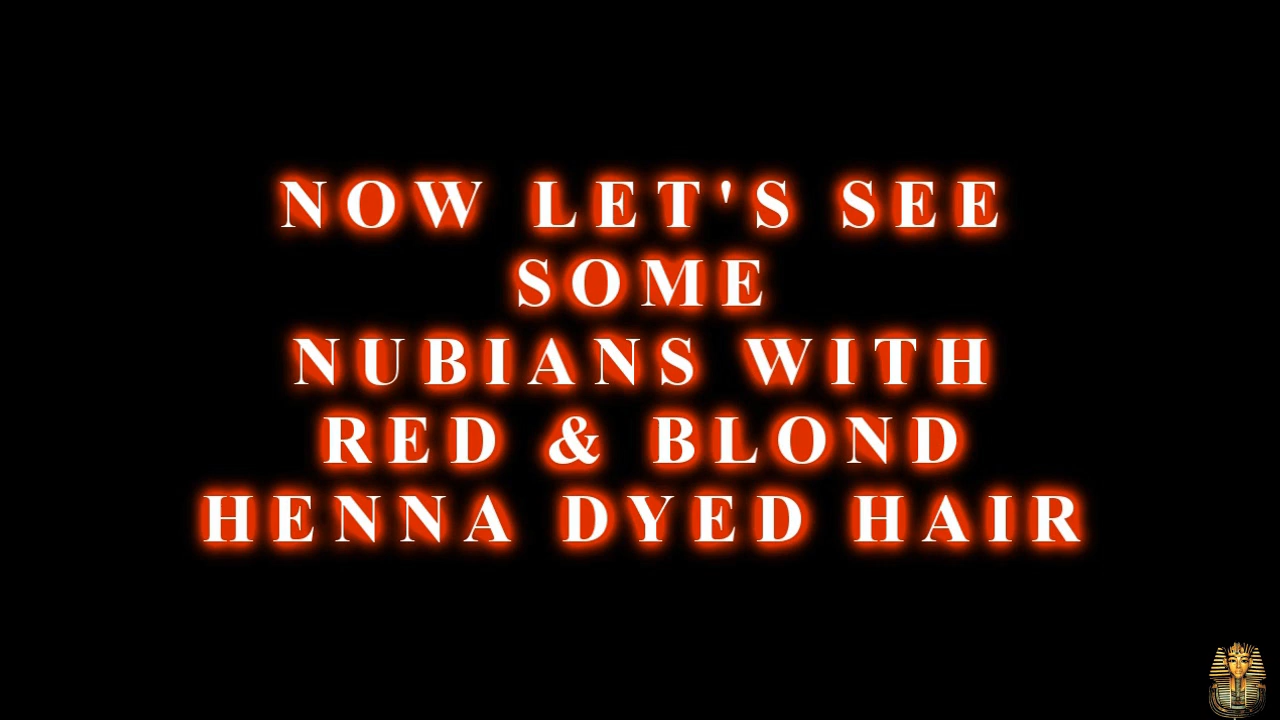 NOW LET'S SEE
SOME
NUBIANS WITH
RED & BLOND
HENNA DYED HAIR